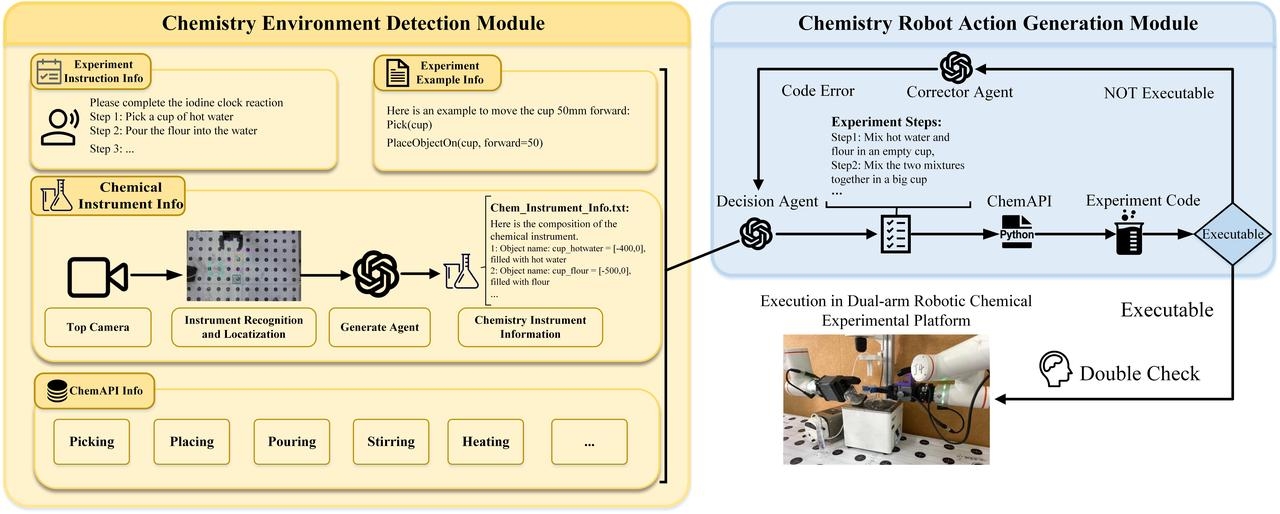 Chemistry Environment Detection Module
Experiment
Instruction Info
Please complete the iodine clock reaction
Step 1: Pick a cup of hot water
Step 2: Pour the flour into the water
Step 3: ...
Experiment
Example Info
Here is an example to move the cup 50mm forward:
Pick(cup)
PlaceObjectOn(cup, forward=50)
Chemical
Instrument Info
Chem_Instrument_Info.txt:
Here is the composition of the
chemical instrument.
1: Object name: cup_hotwater = [-400,0],
filled with hot water
2: Object name: cup_flour = [-500,0],
filled with flour
...
Top Camera
Instrument Recognition
and Locatization
Generate Agent
Chemistry Instrument
Information
ChemAPI Info
Picking
Placing
Pouring
Stirring
Heating
...
Chemistry Robot Action Generation Module
Code Error
Corrector Agent
NOT Executable
Experiment Steps:
Step1: Mix hot water and
flour in an empty cup,
Step2: Mix the two mixtures
together in a big cup
...
Decision Agent
ChemAPI
Python
Experiment Code
Executable
Executable
Execution in Dual-arm Robotic Chemical
Experimental Platform
Double Check